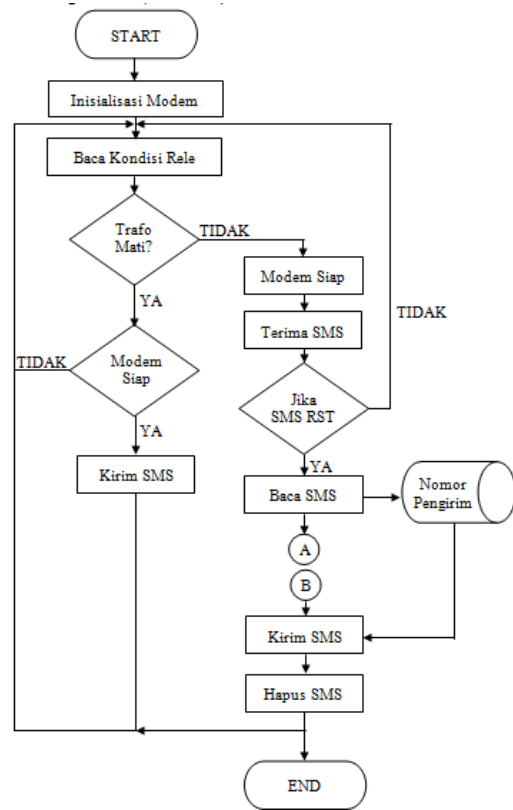 START
Inisialisasi Modem
Baca Kondisi Rele
Trafo
Mati?
TIDAK
Modem Siap
YA
Terima SMS
TIDAK
TIDAK
Modem
Siap
Jika
SMS RST
YA
YA
Kirim SMS
Baca SMS
Nomor
Pengirim
A
B
Kirim SMS
Hapus SMS
END